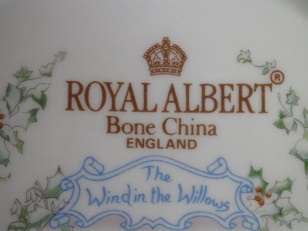 ROYAL ALBERT®
Bone China
ENGLAND
The
Wind in the Willows